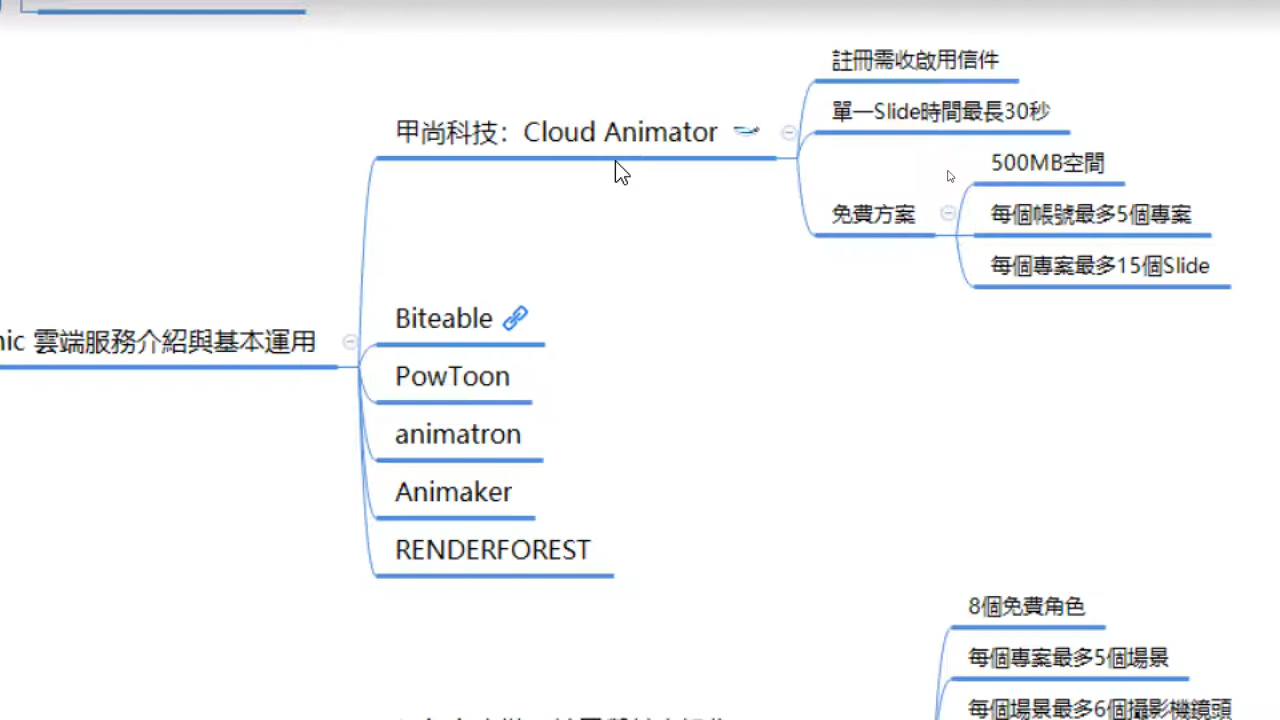 註冊需收啟用信件
單一Slide時間最長30秒
甲尚科技：Cloud Animator
500MB空間
免費方案
每個帳號最多5個專案
每個專案最多15個Slide
雲端服務介紹與基本運用
Biteable
PowToon
animatron
Animaker
RENDERFOREST
8個免費角色
每個專案最多5個場景
每個場景最多6個攝影機鏡頭